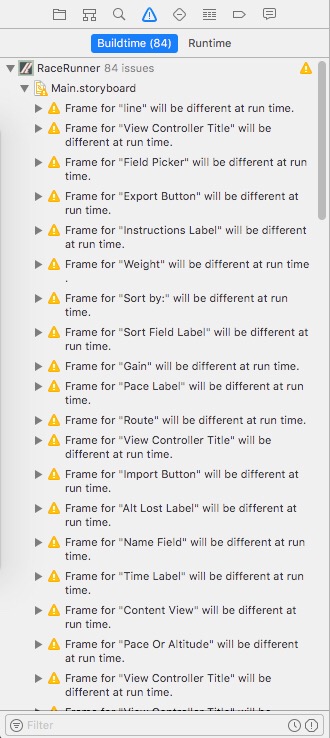 Buildtime (84)
Runtime
RaceRunner 84 issues
Main.storyboard
Frame for "line" will be different at run time.
Frame for "View Controller Title" will be
different at run time.
Frame for "Field Picker" will be different at run
time.
Frame for "Export Button" will be different at
run time.
Frame for "Instructions Label" will be different
at run time.
Frame for "Weight" will be different at run time
.
Frame for "Sort by:" will be different at run
time.
Frame for "Sort Field Label" will be different at
run time.
Frame for "Gain" will be different at run time.
Frame for "Pace Label" will be different at run
time.
Frame for "Route" will be different at run time.
Frame for "View Controller Title" will be
different at run time.
Frame for "Import Button" will be different at
run time.
Frame for "Alt Lost Label" will be different at
run time.
Frame for "Name Field" will be different at run
time.
Frame for "Time Label" will be different at run
time.
Frame for "Content View" will be different at
run time.
Frame for "Pace Or Altitude" will be different at
run time.
Frame for "View Controller Title" will be
different at run time.
Frame for "View Controller Title" will be
Filter